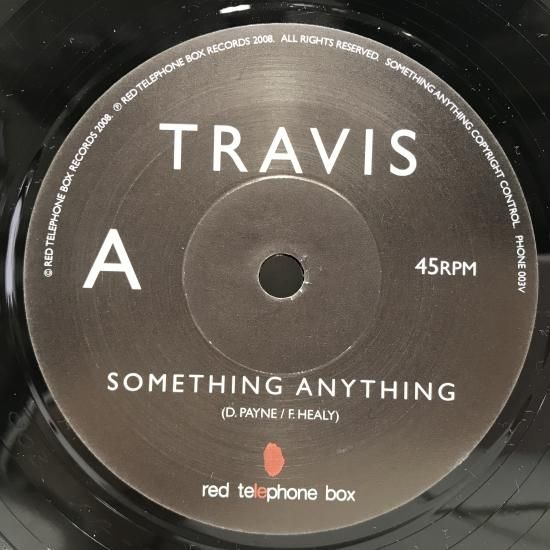 © RED TELEPHONE BOX RECORDS 2008. ℗ RED TELEPHONE BOX RECORDS 2008. ALL RIGHTS RESERVED. SOMETHING ANYTHING COPYRIGHT CONTROL. PHONE 003V
TRAVIS
A
45RPM
SOMETHING ANYTHING
(D. PAYNE / F. HEALY)
red telephone box